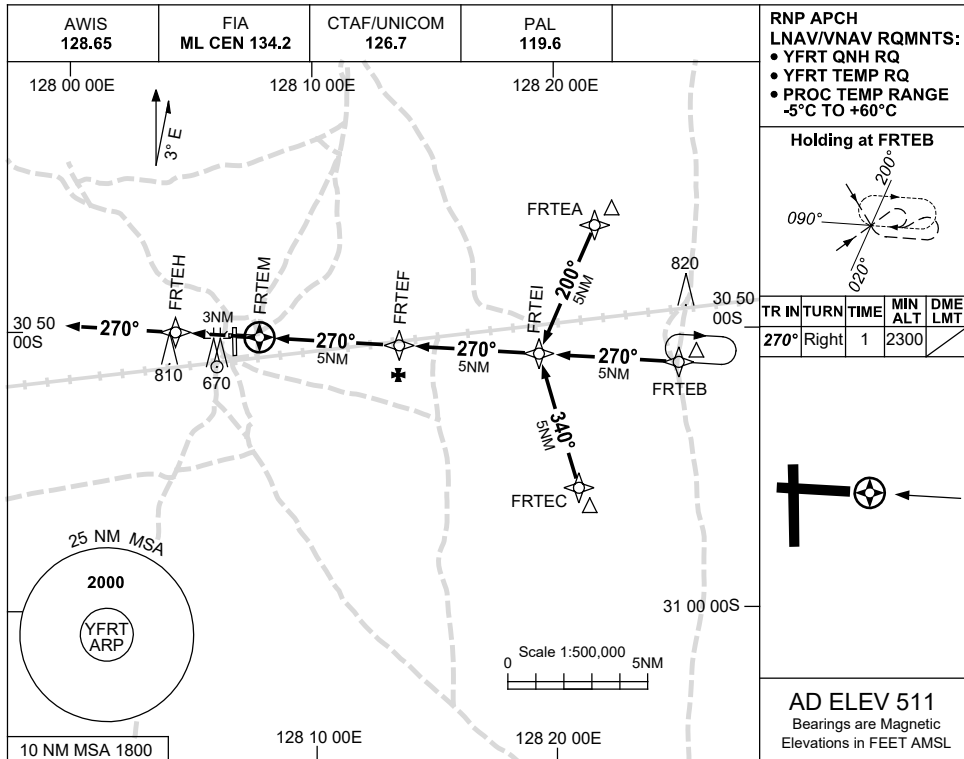 AWIS
128.65
FIA
ML CEN 134.2
CTAF/UNICOM
126.7
PAL
119.6
RNP APCH
LNAV/VNAV RQMNTS:
• YFRT QNH RQ
• YFRT TEMP RQ
• PROC TEMP RANGE
-5°C TO +60°C
128 00 00E
128 10 00E
128 20 00E
3° E
Holding at FRTEB
200°
090°
020°
FRTEA
200°
5NM
820
30 50
00S
FRTEH
FRTEM
FRTEF
FRTEI
30 50
00S
270°
3NM
270°
5NM
270°
5NM
270°
5NM
810
670
FRTEB
340°
5NM
FRTEC
TR IN TURN TIME MIN ALT DME LMT
270° Right 1 2300
25 NM MSA
2000
YFRT
ARP
31 00 00S
Scale 1:500,000
0 5NM
10 NM MSA 1800
128 10 00E
128 20 00E
AD ELEV 511
Bearings are Magnetic
Elevations in FEET AMSL